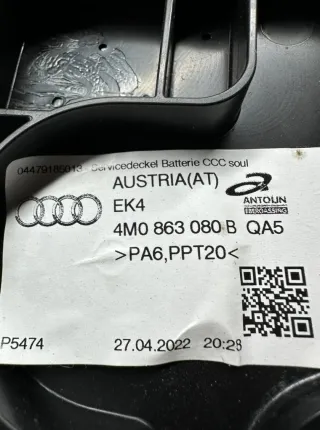 04479185013 Servicedeckel Batterie CCC soul
AUSTRIA(AT)
ANTOLIN
EK4
4M0 863 080 B QA5
>PA6,PPT20<
P5474
27.04.2022 20:28